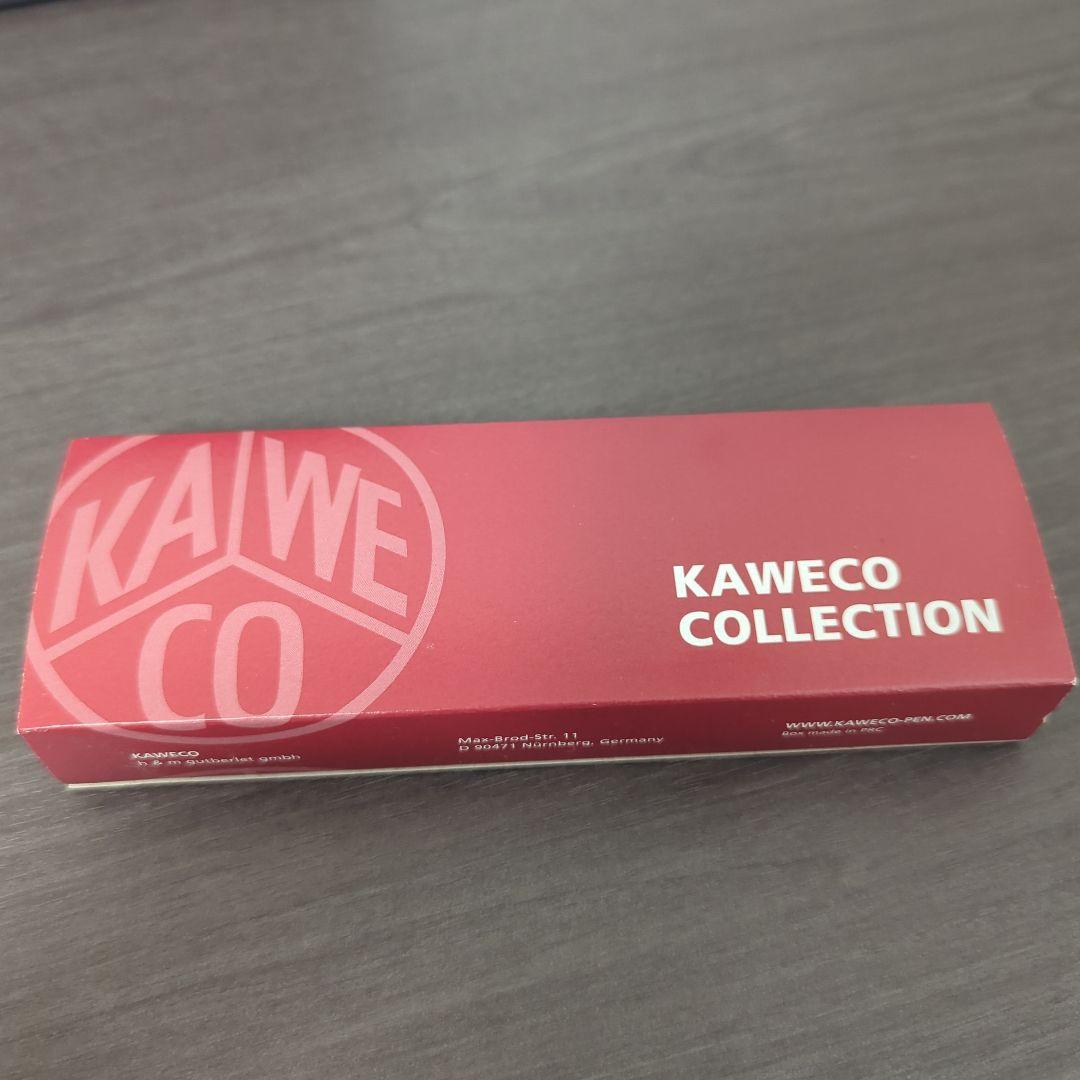 KA WE
CO
KAWECO
COLLECTION
KAWECO
h & m gutberlet gmbh
Max-Brod-Str. 11
D 90471 Nürnberg, Germany
WWW.KAWECO-PEN.COM
Box made in PRC